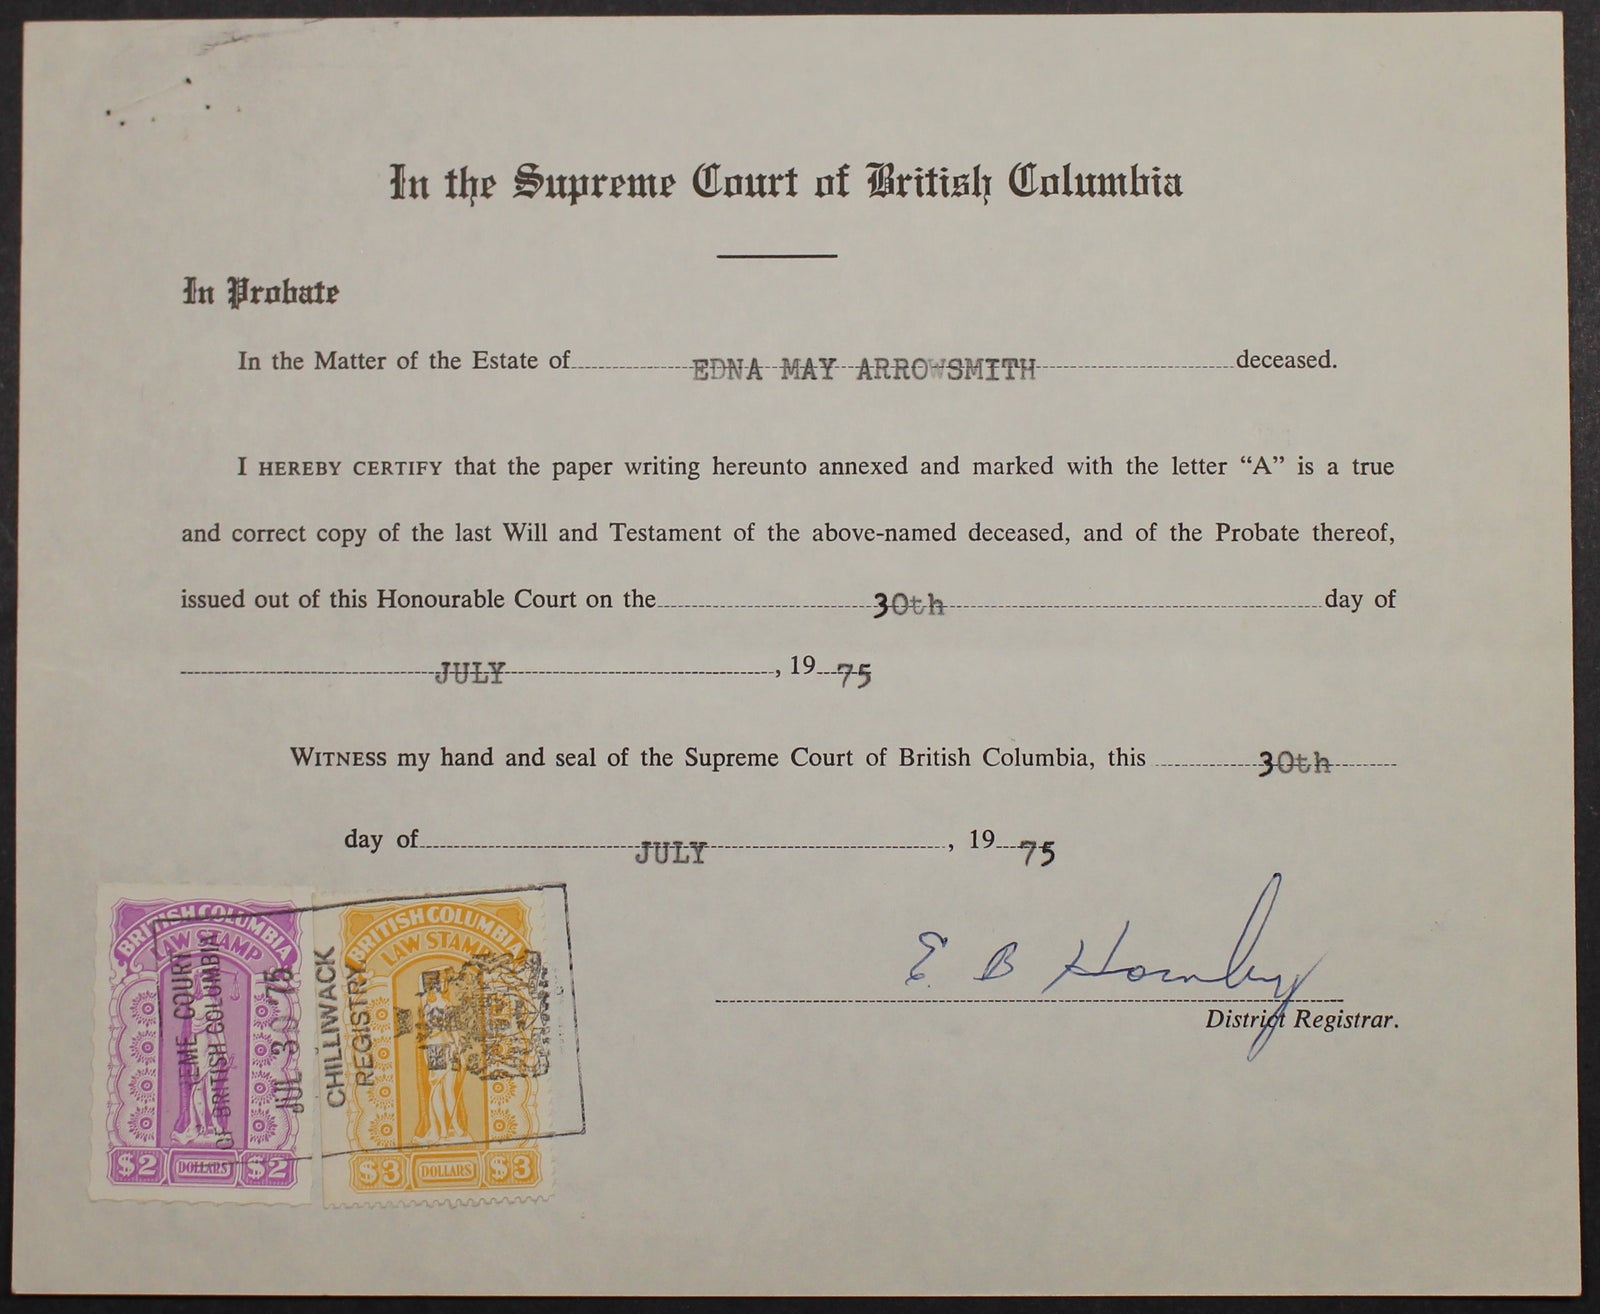 In the Supreme Court of British Columbia
In Probate
In the Matter of the Estate of EDNA MAY ARROWSMITH deceased.
I HEREBY CERTIFY that the paper writing hereunto annexed and marked with the letter “A” is a true
and correct copy of the last Will and Testament of the above-named deceased, and of the Probate thereof,
issued out of this Honourable Court on the 30th day of
JULY, 19 75
WITNESS my hand and seal of the Supreme Court of British Columbia, this 30th
day of JULY, 19 75
E. B Hornby
District Registrar.
BRITISH COLUMBIA
LAW STAMP
$2 DOLLARS $2
BRITISH COLUMBIA
LAW STAMP
$3 DOLLARS $3
EME COURT
OF BRITISH COLUMBIA
JUL 30 75
CHILLIWACK
REGISTRY